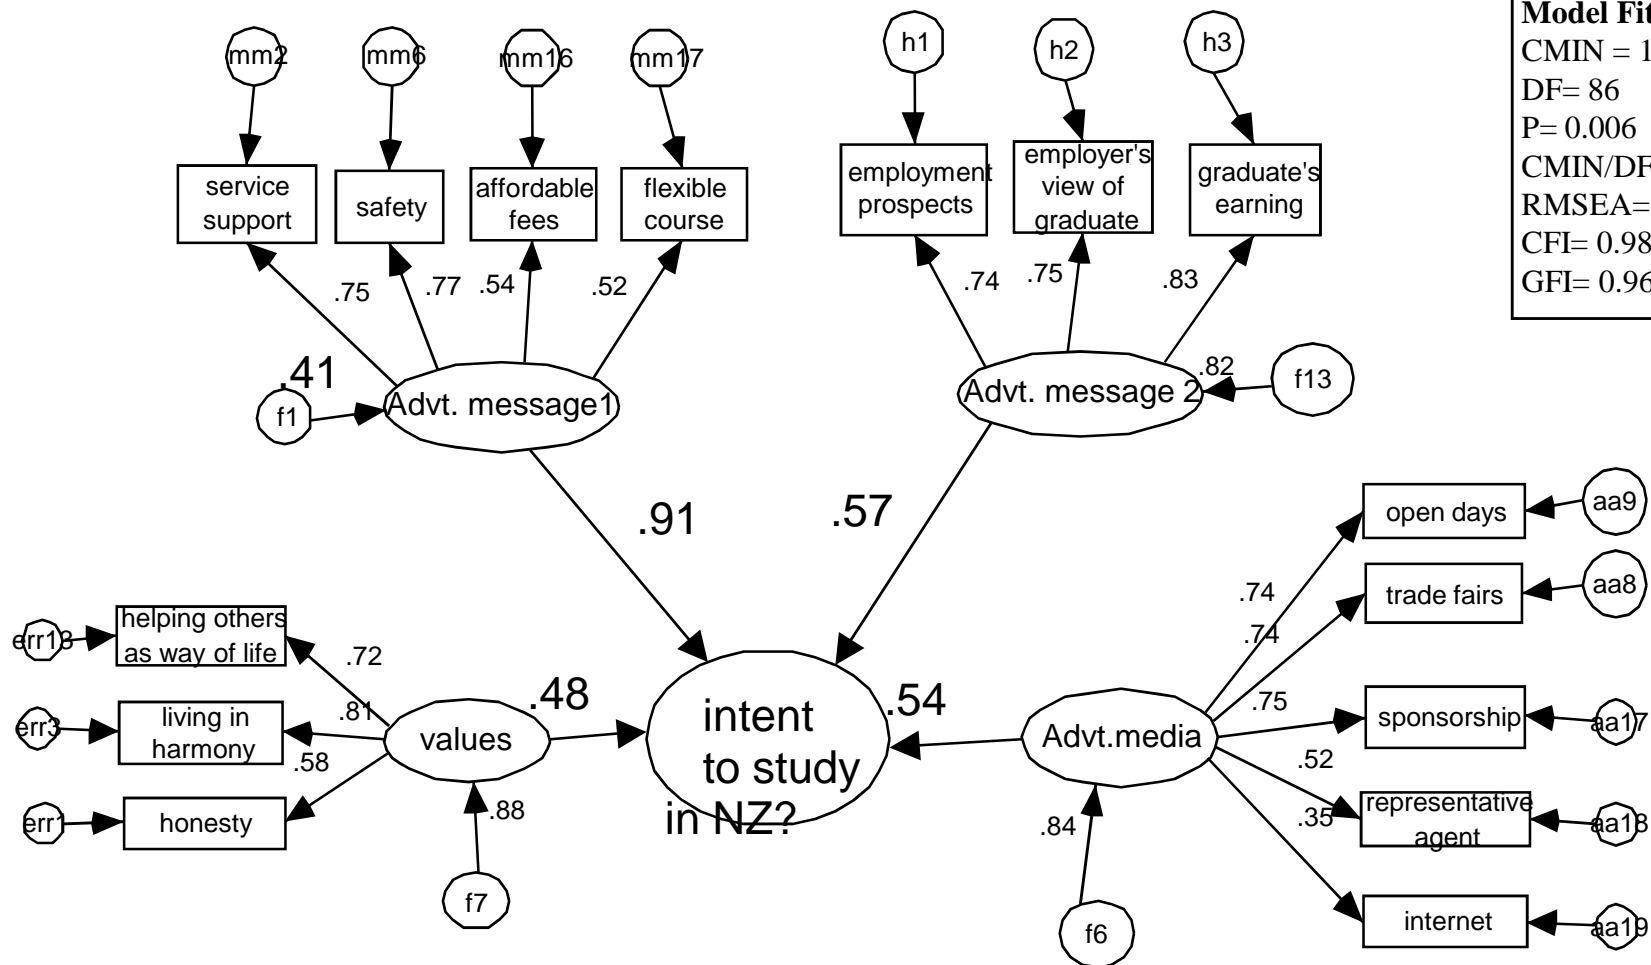 mm2
mm6
mm16
mm17
h1
h2
h3
Model Fit
CMIN = 1
DF= 86
P= 0.006
CMIN/DF
RMSEA=
CFI= 0.98
GFI= 0.96
service
support
safety
affordable
fees
flexible
course
employment
prospects
employer's
view of
graduate
graduate's
earning
.75
.77
.54
.52
.74
.75
.83
.41
f1
Advt. message1
Advt. message 2
.82
f13
.91
.57
open days
aa9
trade fairs
aa8
.74
.74
.75
sponsorship
aa17
.52
representative
agent
aa18
.35
internet
aa19
err13
helping others
as way of life
.72
err3
living in
harmony
.81
.58
err1
honesty
values
.48
.88
f7
intent
to study
in NZ?
.54
Advt.media
.84
f6